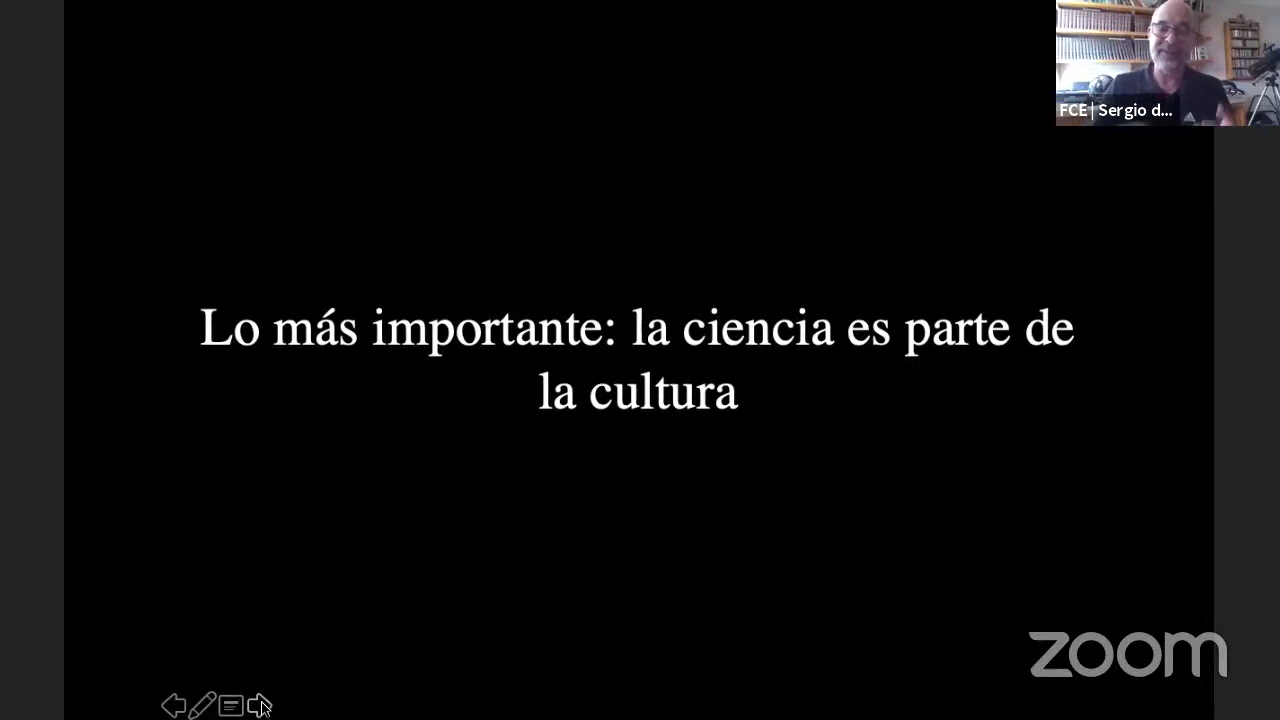 FCE | Sergio d...
Lo más importante: la ciencia es parte de
la cultura
zoom